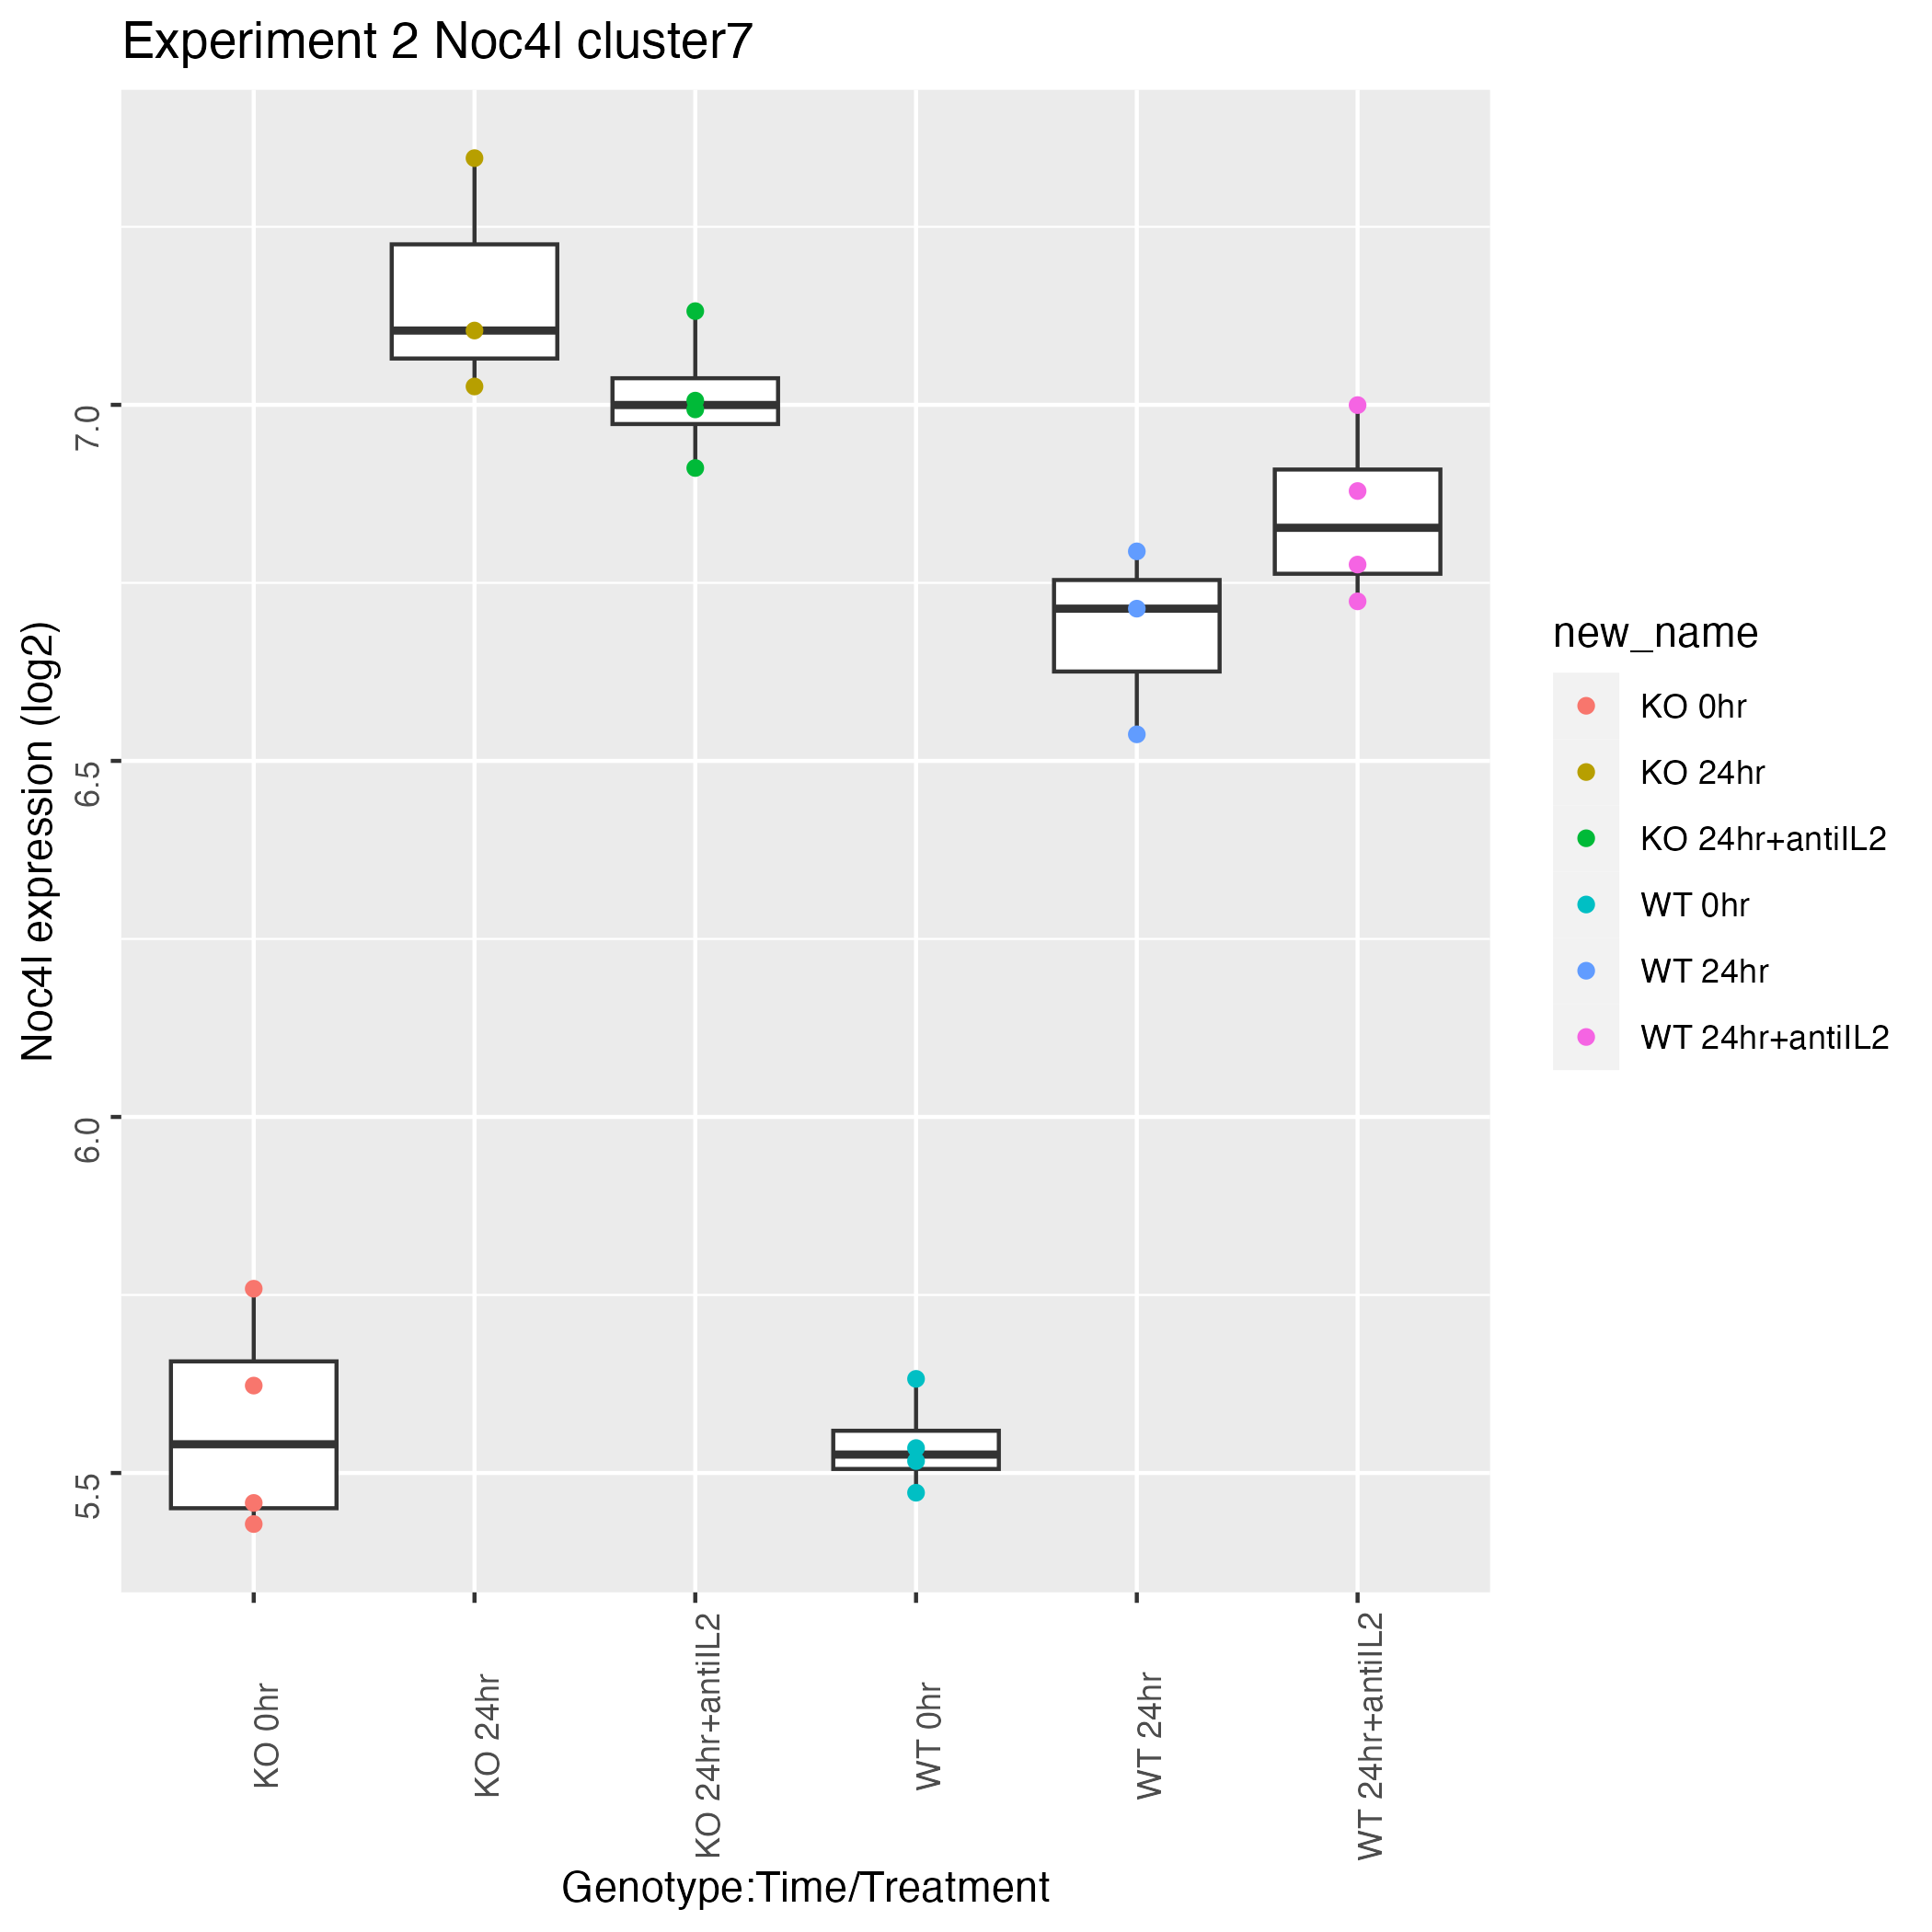 Experiment 2 Noc4l cluster7
Noc4l expression (log2)
7.0
6.5
6.0
5.5
KO 0hr
KO 24hr
KO 24hr+antiIL2
WT 0hr
WT 24hr
WT 24hr+antiIL2
Genotype:Time/Treatment
new_name
KO 0hr
KO 24hr
KO 24hr+antiIL2
WT 0hr
WT 24hr
WT 24hr+antiIL2